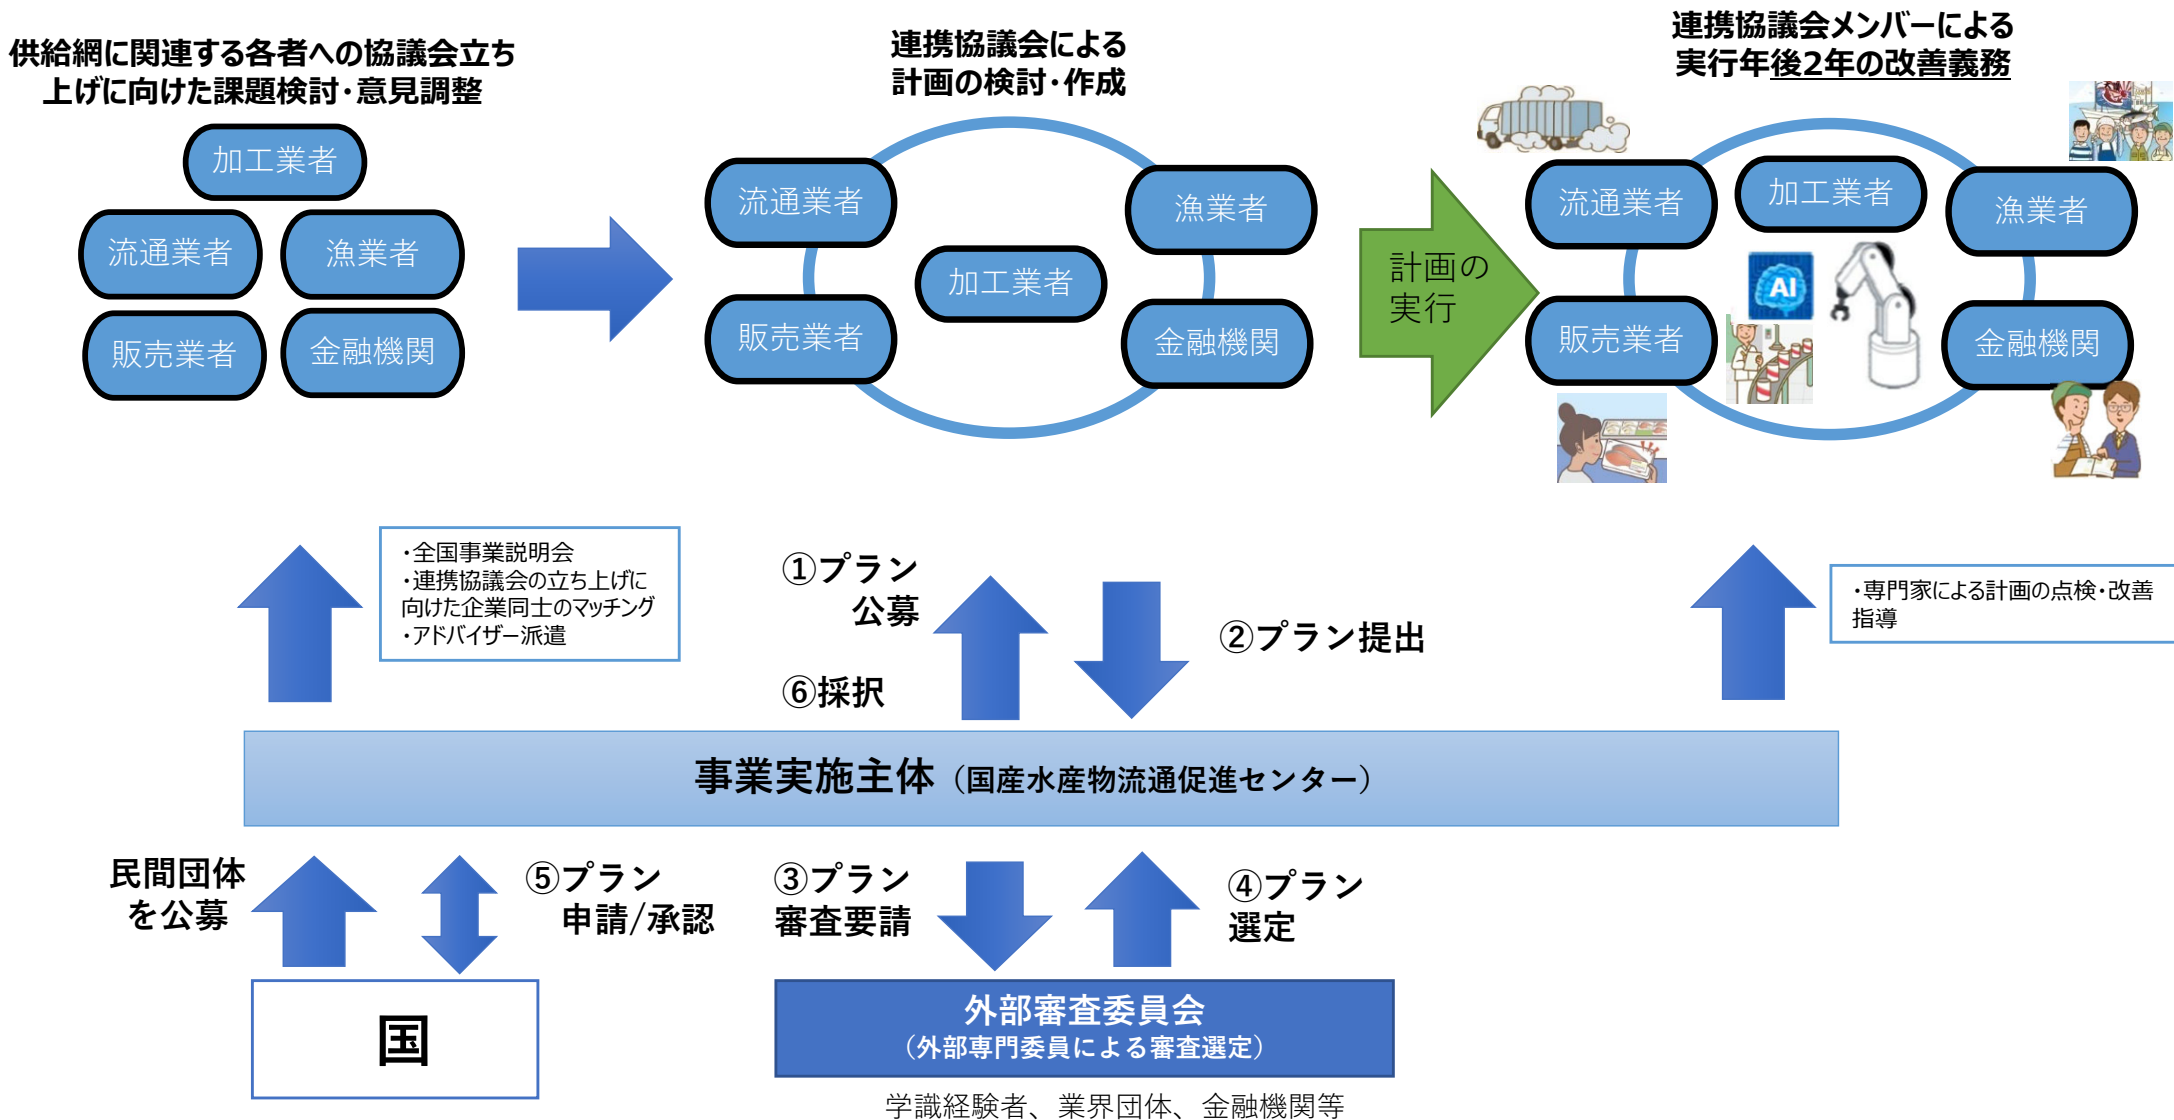 供給網に関連する各者への協議会立ち
上げに向けた課題検討･意見調整
加工業者
流通業者
漁業者
販売業者
金融機関
連携協議会による
計画の検討･作成
流通業者
漁業者
加工業者
販売業者
金融機関
計画の
実行
連携協議会メンバーによる
実行年後2年の改善義務
流通業者
加工業者
漁業者
AI
販売業者
金融機関
･全国事業説明会
･連携協議会の立ち上げに
向けた企業同士のマッチング
･アドバイザー派遣
①プラン
公募
②プラン提出
⑥採択
･専門家による計画の点検･改善
指導
事業実施主体（国産水産物流通促進センター）
民間団体
を公募
⑤プラン
申請/承認
③プラン
審査要請
④プラン
選定
国
外部審査委員会
（外部専門委員による審査選定）
学識経験者、業界団体、金融機関等